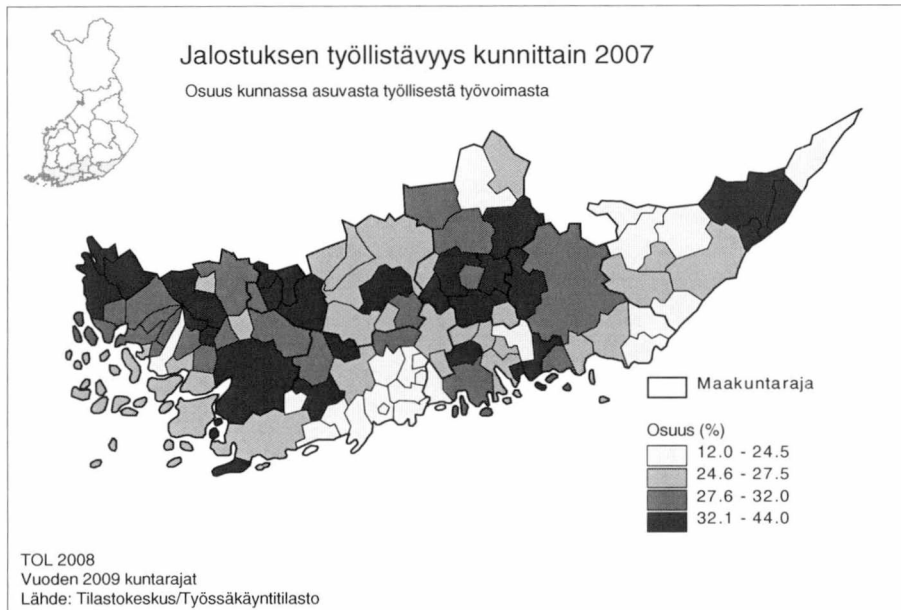 Jalostuksen työllistävyys kunnittain 2007
Osuus kunnassa asuvasta työllisestä työvoimasta
Maakuntaraja
Osuus (%)
12.0 - 24.5
24.6 - 27.5
27.6 - 32.0
32.1 - 44.0
TOL 2008
Vuoden 2009 kuntarajat
Lähde: Tilastokeskus/Työssäkäyntitilasto